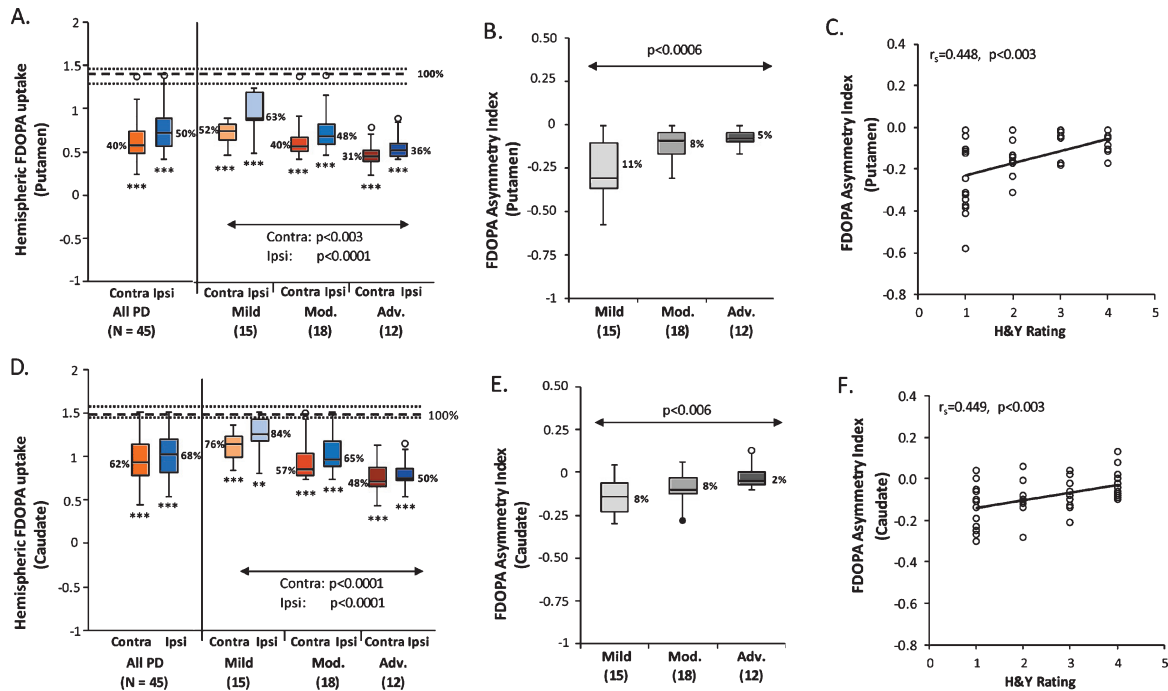 A.
Hemispheric FDOPA uptake
(Putamen)
2
1.5
1
0.5
0
-0.5
-1
100%
40%
50%
52%
63%
40%
48%
31%
36%
***
***
***
***
***
***
***
***
Contra: p<0.003
Ipsi: p<0.0001
Contra Ipsi
Contra Ipsi
Contra Ipsi
Contra Ipsi
All PD
(N = 45)
Mild
(15)
Mod.
(18)
Adv.
(12)
B.
FDOPA Asymmetry Index
(Putamen)
0.50
0.25
0
-0.25
-0.50
-0.75
-1
p<0.0006
11%
8%
5%
Mild
(15)
Mod.
(18)
Adv.
(12)
C.
FDOPA Asymmetry Index
(Putamen)
0.4
0.2
-0.0
-0.2
-0.4
-0.6
-0.8
rs=0.448, p<0.003
0 1 2 3 4 5
H&Y Rating
D.
Hemispheric FDOPA uptake
(Caudate)
2
1.5
1
0.5
0
-0.5
-1
100%
62%
68%
76%
84%
57%
65%
48%
50%
***
***
***
**
***
***
***
***
Contra: p<0.0001
Ipsi: p<0.0001
Contra Ipsi
Contra Ipsi
Contra Ipsi
Contra Ipsi
All PD
(N = 45)
Mild
(15)
Mod.
(18)
Adv.
(12)
E.
FDOPA Asymmetry Index
(Caudate)
0.50
0.25
0
-0.25
-0.50
-0.75
-1
p<0.006
8%
8%
2%
Mild
(15)
Mod.
(18)
Adv.
(12)
F.
FDOPA Asymmetry Index
(Caudate)
0.4
0.2
-0.0
-0.2
-0.4
-0.6
-0.8
rs=0.449, p<0.003
0 1 2 3 4 5
H&Y Rating